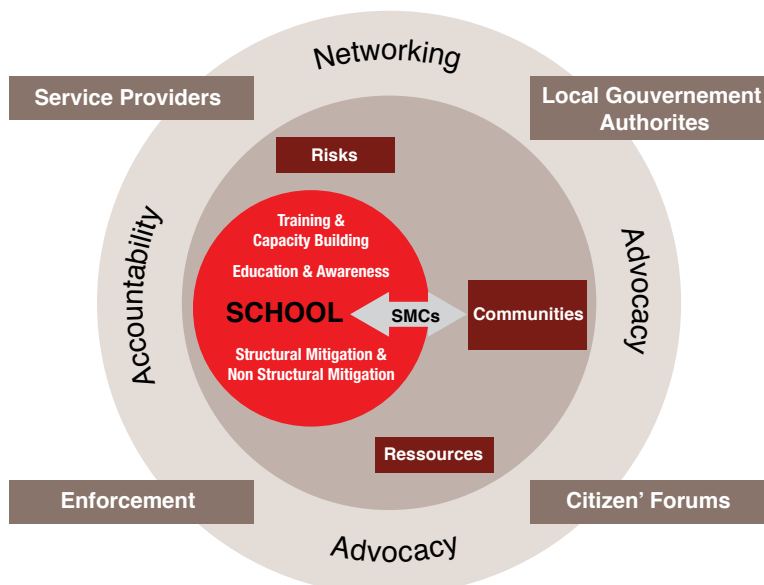 Networking
Service Providers
Local Gouvernement
Authorites
Risks
Training &
Capacity Building
Education & Awareness
SCHOOL
SMCs
Communities
Accountability
Advocacy
Structural Mitigation &
Non Structural Mitigation
Ressources
Enforcement
Citizen’ Forums
Advocacy